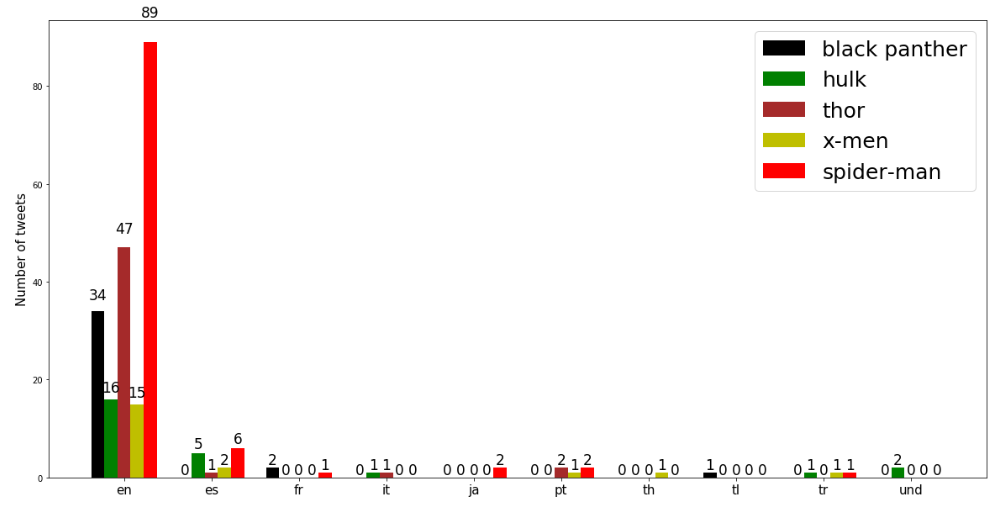 89
black panther
hulk
thor
x-men
spider-man
80
60
47
40
34
20
16 15
0 5 1 2 6
2 0 0 0 1
0 1 1 0 0
0 0 0 0 2
0 0 2 1 2
0 0 0 1 0
1 0 0 0 0
0 1 0 1 1
0 2 0 0 0
0
en es fr it ja pt th tl tr und
Number of tweets